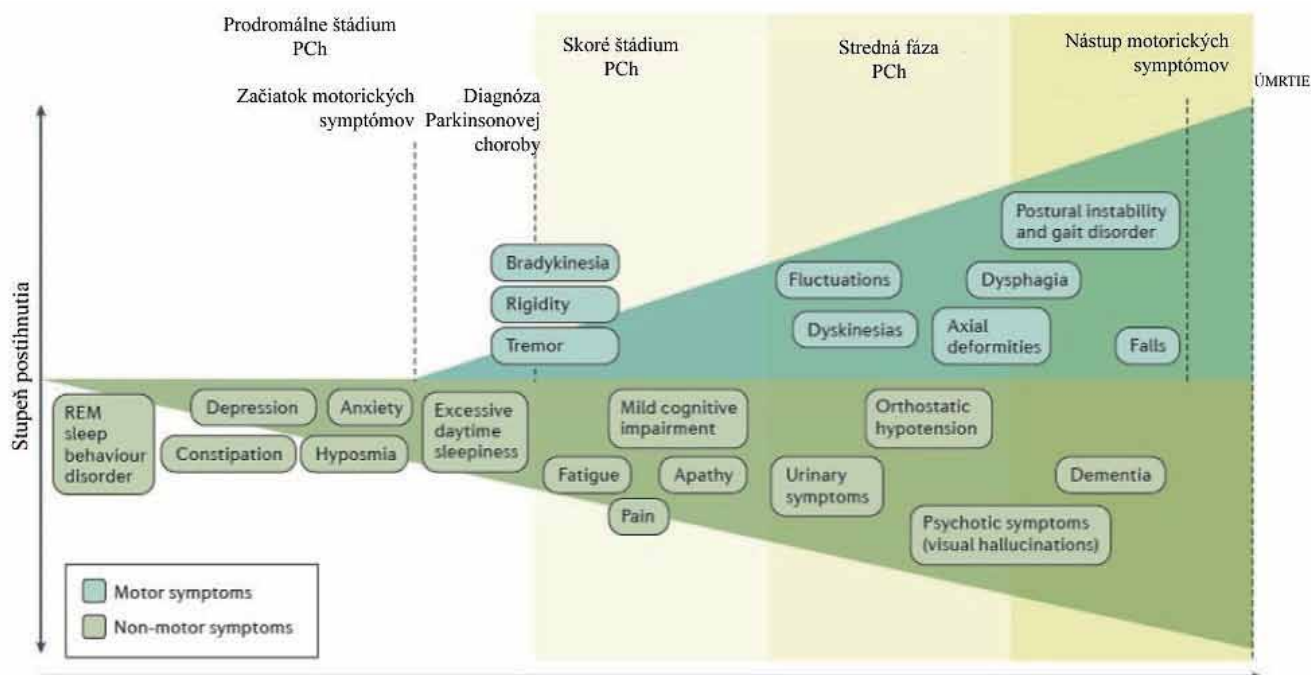 Prodromálne štádium
PCh
Skoré štádium
PCh
Stredná fáza
PCh
Nástup motorických
symptómov
ÚMRTIE
Začiatok motorických
symptómov
Diagnóza
Parkinsonovej
choroby
Stupeň postihnutia
Bradykinesia
Rigidity
Tremor
Fluctuations
Dyskinesias
Postural instability
and gait disorder
Dysphagia
Axial
deformities
Falls
REM
sleep
behaviour
disorder
Depression
Anxiety
Constipation
Hyposmia
Excessive
daytime
sleepiness
Mild cognitive
impairment
Fatigue
Apathy
Pain
Orthostatic
hypotension
Urinary
symptoms
Dementia
Psychotic symptoms
(visual hallucinations)
Motor symptoms
Non-motor symptoms